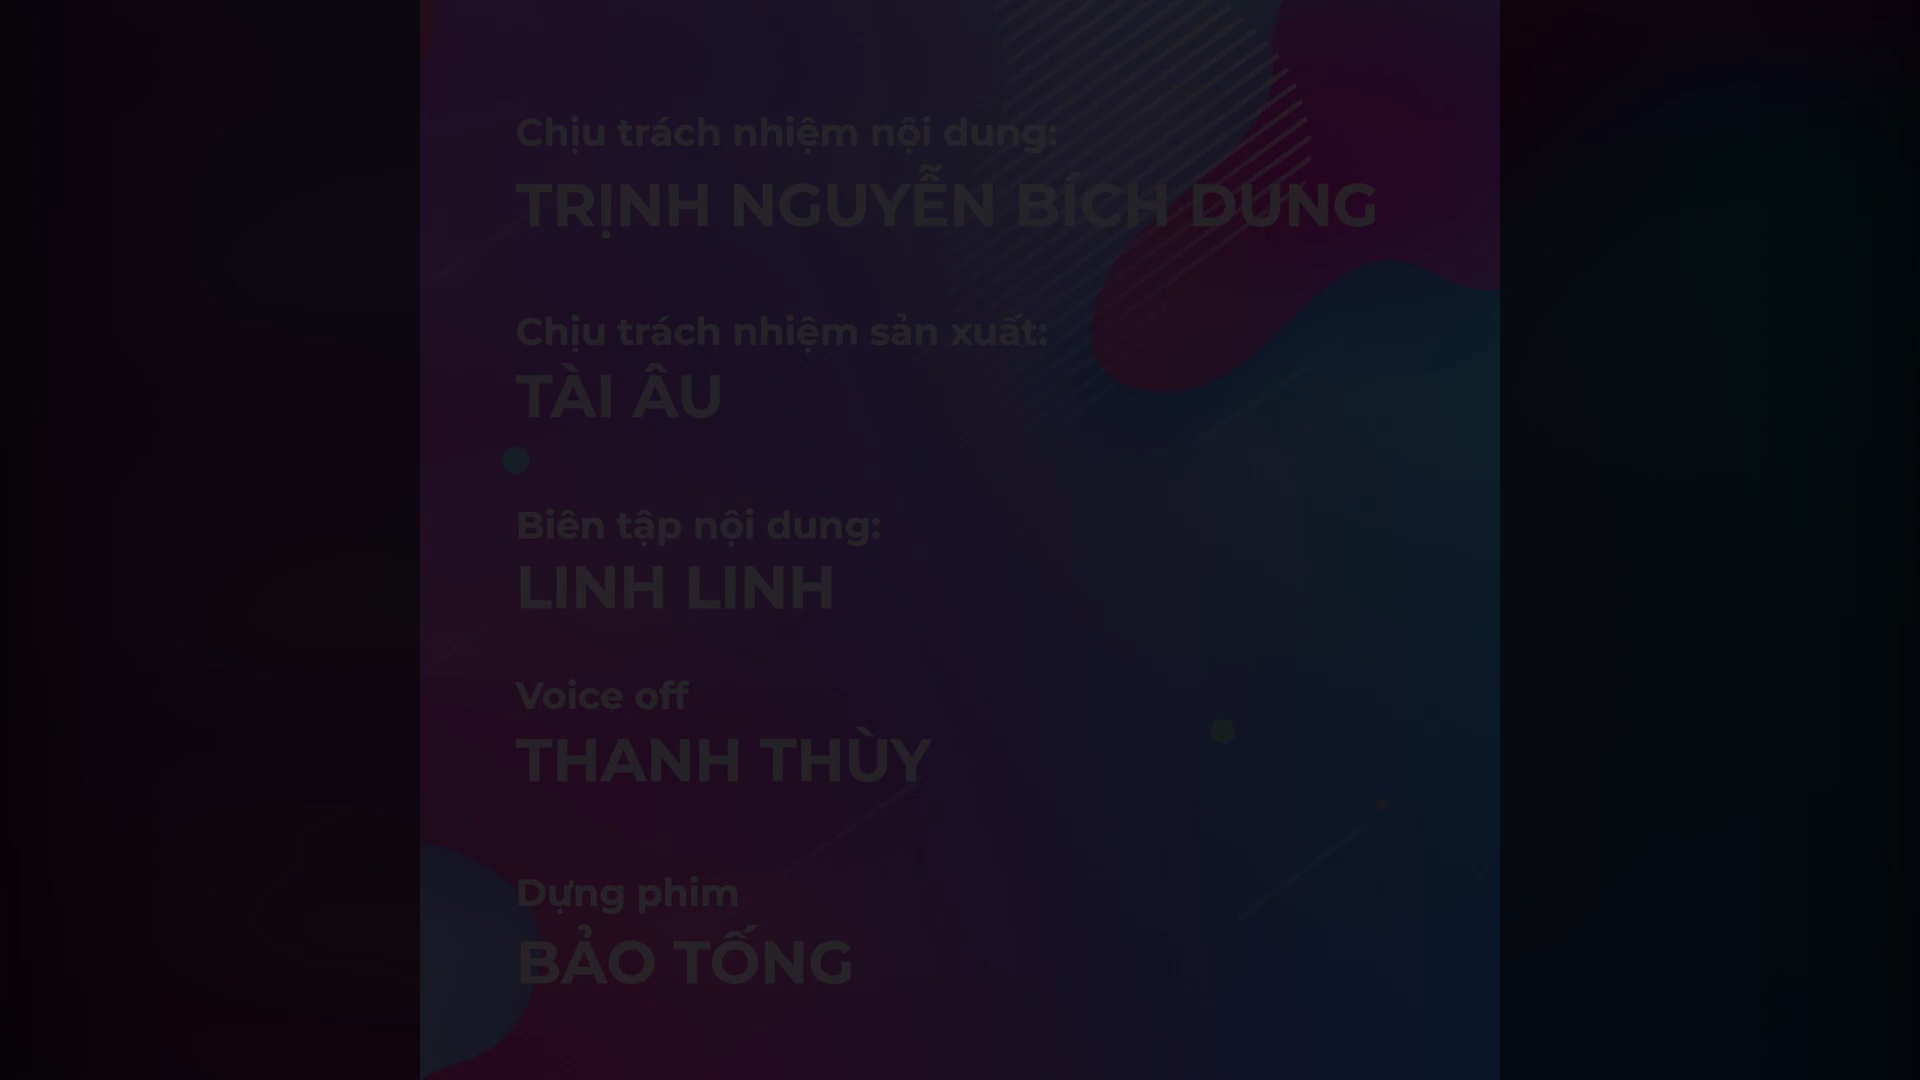 Chịu trách nhiệm nội dung:
TRỊNH NGUYỄN BÍCH DUNG
Chịu trách nhiệm sản xuất:
TÀI ÂU
Biên tập nội dung:
LINH LINH
Voice off
THANH THÙY
Dựng phim
BẢO TỐNG